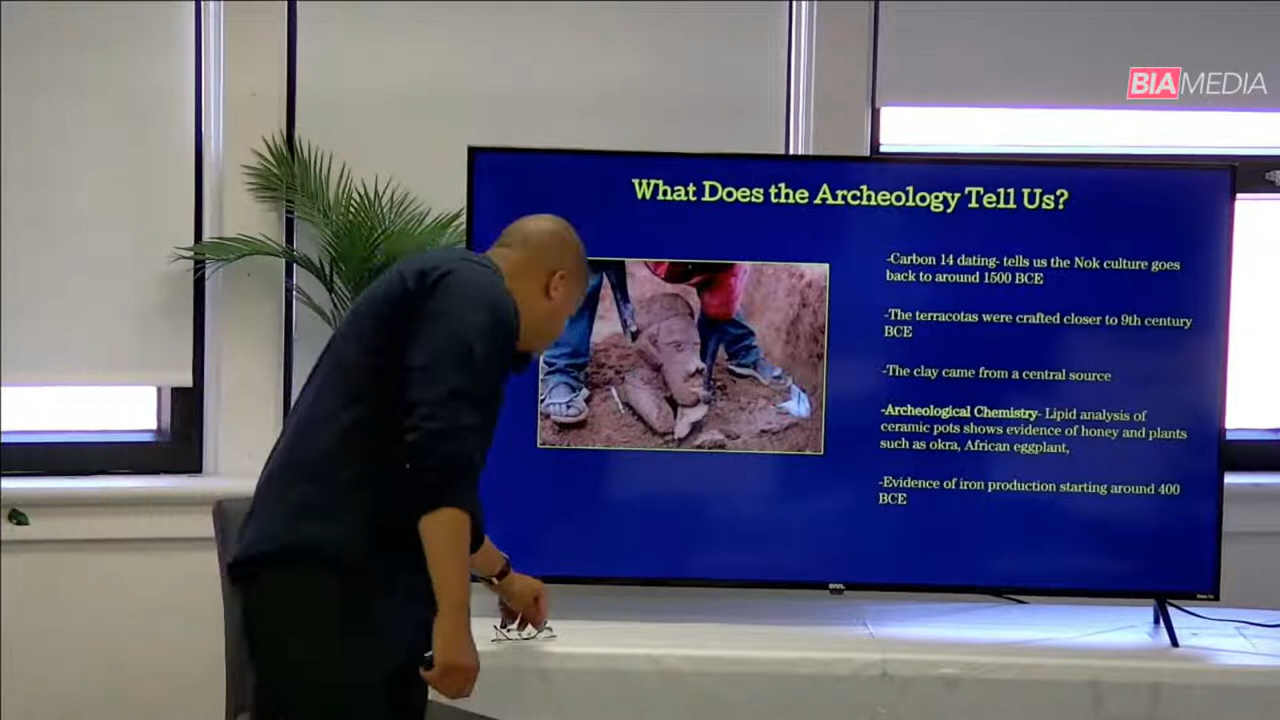 BIAMEDIA
What Does the Archeology Tell Us?
-Carbon 14 dating- tells us the Nok culture goes
back to around 1500 BCE
-The terracotas were crafted closer to 9th century
BCE
-The clay came from a central source
-Archeological Chemistry- Lipid analysis of
ceramic pots shows evidence of honey and plants
such as okra, African eggplant,
-Evidence of iron production starting around 400
BCE